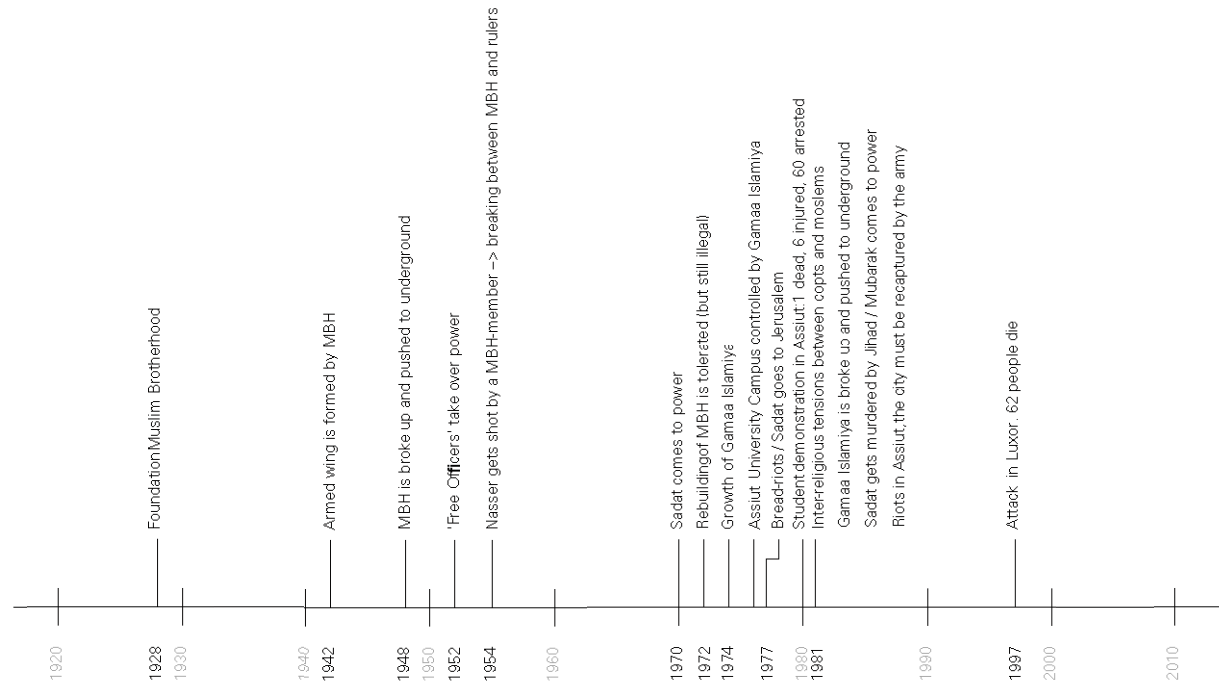 Foundation Muslim Brotherhood
Armed wing is formed by MBH
MBH is broke up and pushed to underground
'Free Officers' take over power
Nasser gets shot by a MBH-member –> breaking between MBH and rulers
Sadat comes to power
Rebuilding of MBH is tolerated (but still illegal)
Growth of Gamaa Islamiya
Assiut University Campus controlled by Gamaa Islamiya
Bread-riots / Sadat goes to Jerusalem
Student demonstration in Assiut: 1 dead, 6 injured, 60 arrested
Inter-religious tensions between copts and moslems
Gamaa Islamiya is broke up and pushed to underground
Sadat gets murdered by Jihad / Mubarak comes to power
Riots in Assiut, the city must be recaptured by the army
Attack in Luxor. 62 people die
1920
1928
1930
1940
1942
1948
1950
1952
1954
1960
1970
1972
1974
1977
1980
1981
1990
1997
2000
2010